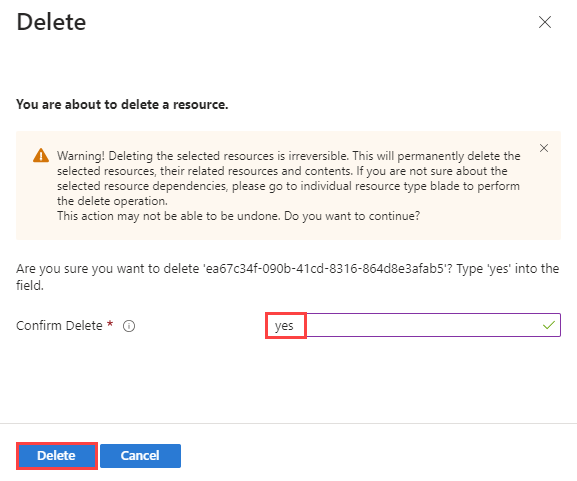 Delete
You are about to delete a resource.
Warning! Deleting the selected resources is irreversible. This will permanently delete the
selected resources, their related resources and contents. If you are not sure about the
selected resource dependencies, please go to individual resource type blade to perform
the delete operation.
This action may not be able to be undone. Do you want to continue?
Are you sure you want to delete 'ea67c34f-090b-41cd-8316-864d8e3afab5'? Type 'yes' into the
field.
Confirm Delete * yes
Delete Cancel